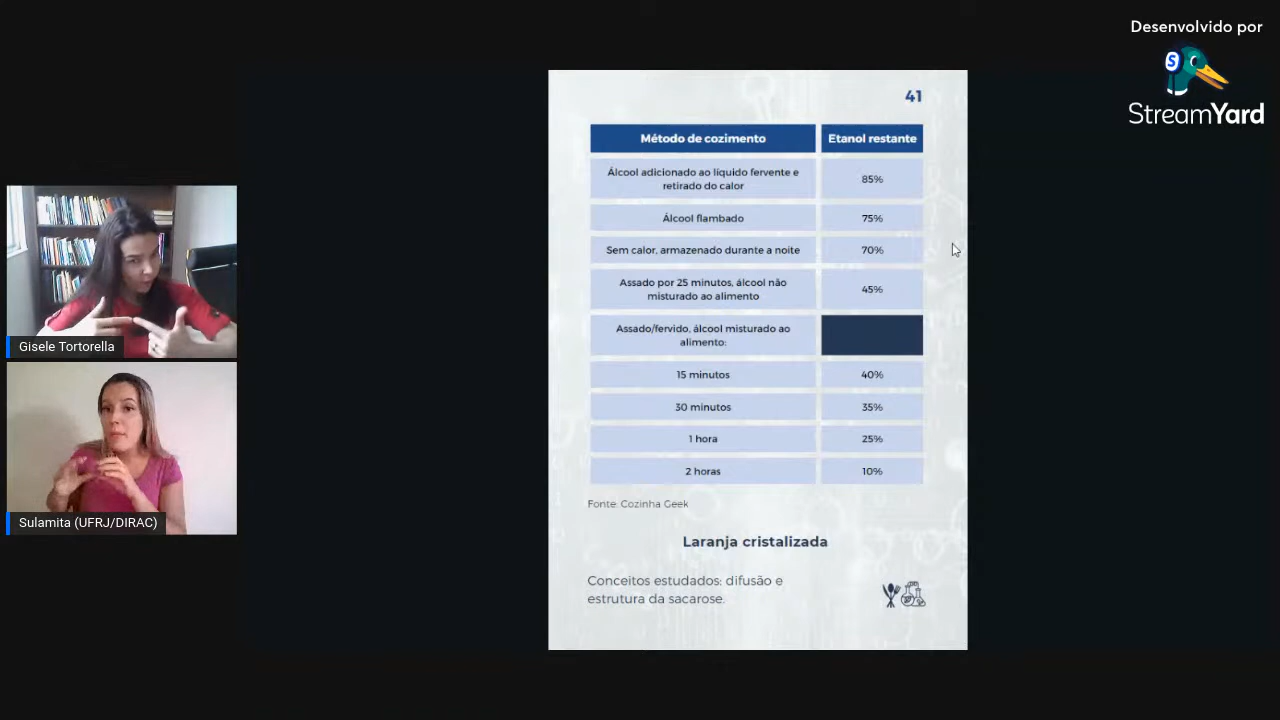 Desenvolvido por
StreamYard
41
Método de cozimento
Etanol restante
Álcool adicionado ao líquido fervente e
retirado do calor
85%
Álcool flambado
75%
Sem calor, armazenado durante a noite
70%
Assado por 25 minutos, álcool não
misturado ao alimento
45%
Assado/fervido, álcool misturado ao
alimento:
15 minutos
40%
30 minutos
35%
1 hora
25%
2 horas
10%
Fonte: Cozinha Geek
Laranja cristalizada
Conceitos estudados: difusão e
estrutura da sacarose.
Gisele Tortorella
Sulamita (UFRJ/DIRAC)